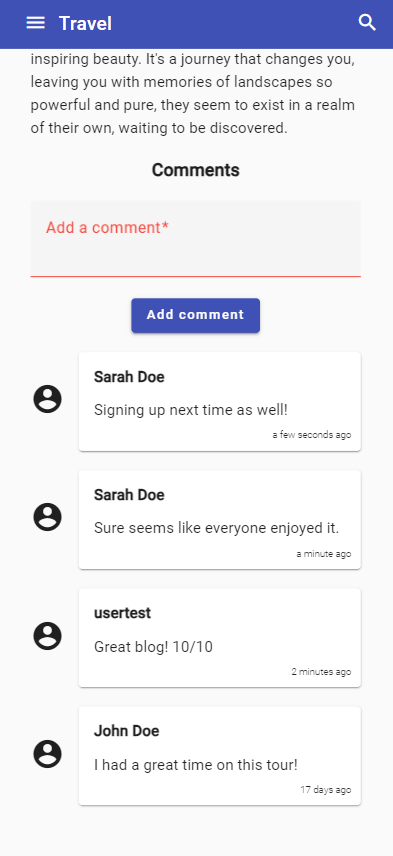 Travel
inspiring beauty. It's a journey that changes you,
leaving you with memories of landscapes so
powerful and pure, they seem to exist in a realm
of their own, waiting to be discovered.
Comments
Add a comment*
Add comment
Sarah Doe
Signing up next time as well!
a few seconds ago
Sarah Doe
Sure seems like everyone enjoyed it.
a minute ago
usertest
Great blog! 10/10
2 minutes ago
John Doe
I had a great time on this tour!
17 days ago